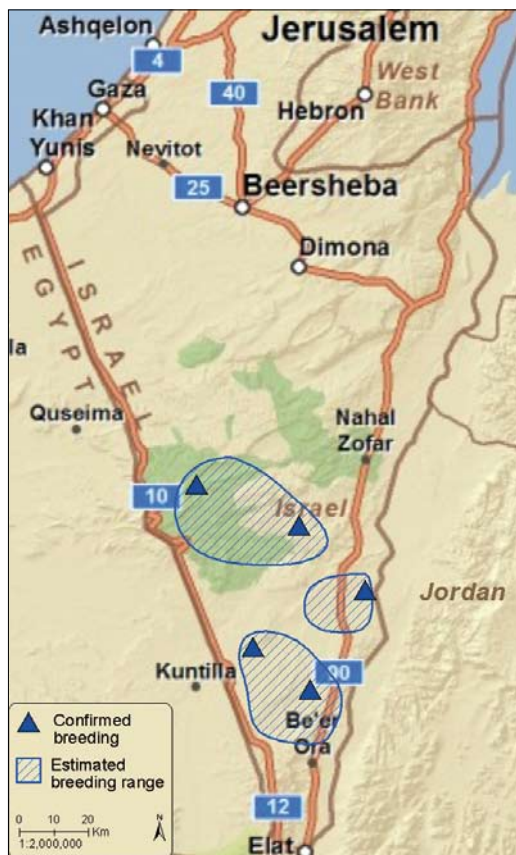 Ashqelon
Jerusalem
4
West
Bank
Gaza
40
Hebron
Khan
Yunis
Nevitot
25
Beersheba
Dimona
ISRAEL
EGYPT
la
Quseima
Nahal
Zofar
10
Israel
Jordan
Kuntilla
90
Be'er
Ora
12
Elat
Confirmed
breeding
Estimated
breeding range
0 10 20
Km
1:2,000,000
N